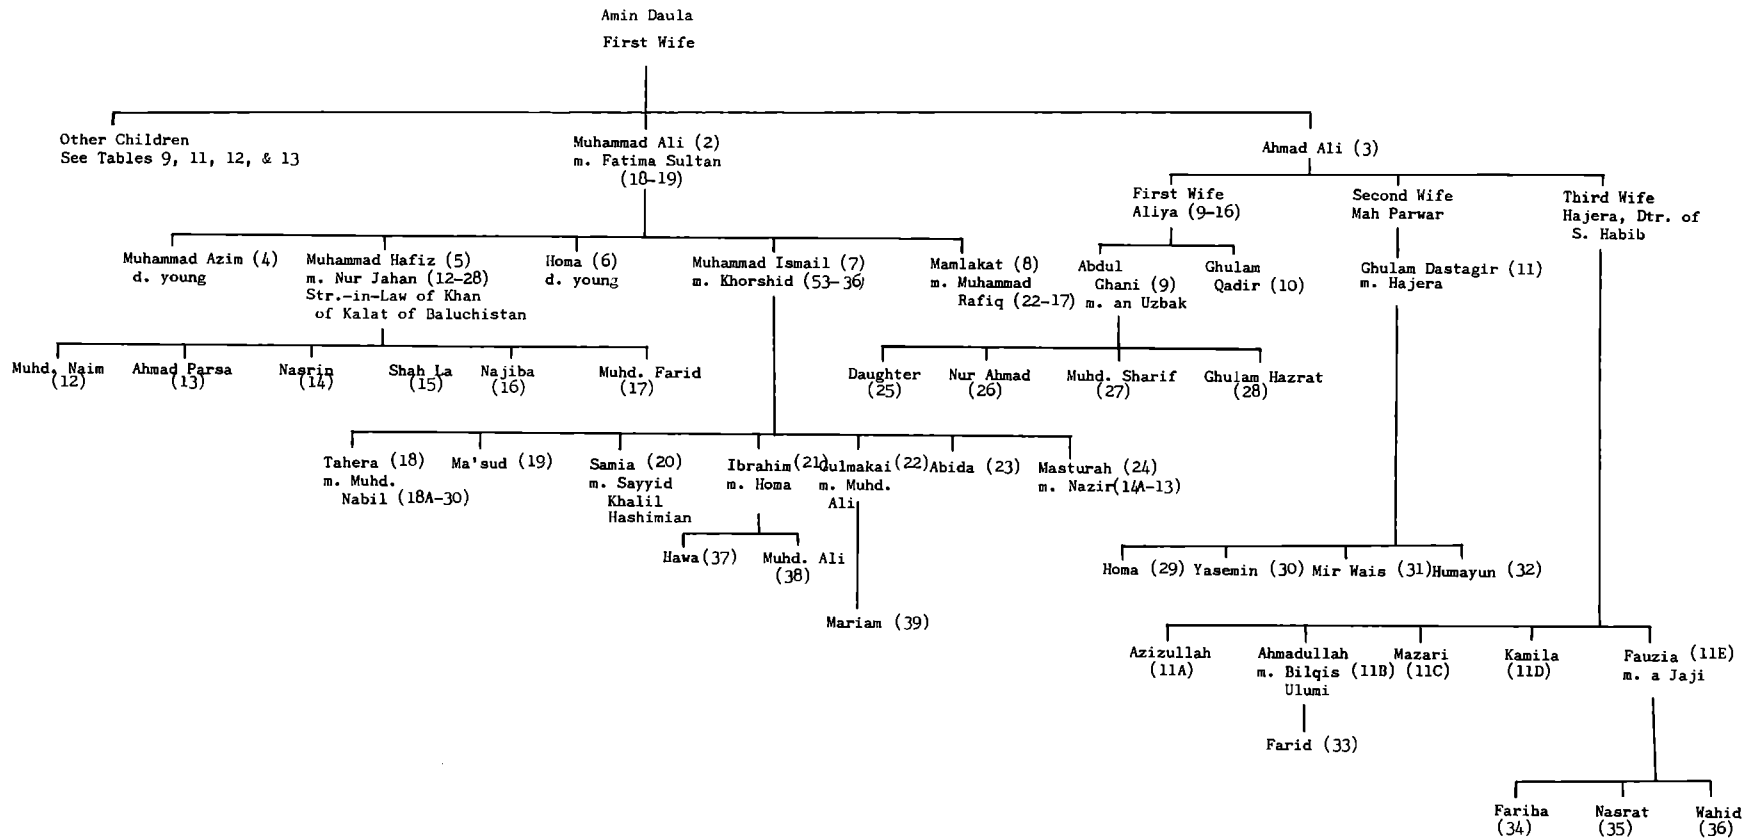 Amin Daula
First Wife
Other Children
See Tables 9, 11, 12, & 13
Muhammad Ali (2)
m. Fatima Sultan
(18-19)
Ahmad Ali (3)
First Wife
Aliya (9-16)
Second Wife
Mah Parwar
Third Wife
Hajera, Dtr. of
S. Habib
Muhammad Azim (4)
d. young
Muhammad Hafiz (5)
m. Nur Jahan (12-28)
Str.-in-Law of Khan
of Kalat of Baluchistan
Homa (6)
d. young
Muhammad Ismail (7)
m. Khorshid (53-36)
Mamlakat (8)
m. Muhammad
Rafiq (22-17)
Abdul
Ghani (9)
m. an Uzbak
Ghulam
Qadir (10)
Ghulam Dastagir (11)
m. Hajera
Muhd. Naim
(12)
Ahmad Parsa
(13)
Nasrin
(14)
Shah La
(15)
Najiba
(16)
Muhd. Farid
(17)
Daughter
(25)
Nur Ahmad
(26)
Muhd. Sharif
(27)
Ghulam Hazrat
(28)
Tahera (18)
m. Muhd.
Nabil (18A-30)
Ma'sud (19)
Samia (20)
m. Sayyid
Khalil
Hashimian
Ibrahim (21)
m. Homa
Gulmakai (22)
m. Muhd.
Ali
Abida (23)
Masturah (24)
m. Nazir (14A-13)
Hawa (37)
Muhd. Ali
(38)
Mariam (39)
Homa (29)
Yasemin (30)
Mir Wais (31)
Humayun (32)
Azizullah
(11A)
Ahmadullah
m. Bilqis (11B)
Ulumi
Mazari
(11C)
Kamila
(11D)
Fauzia (11E)
m. a Jaji
Farid (33)
Fariba
(34)
Nasrat
(35)
Wahid
(36)